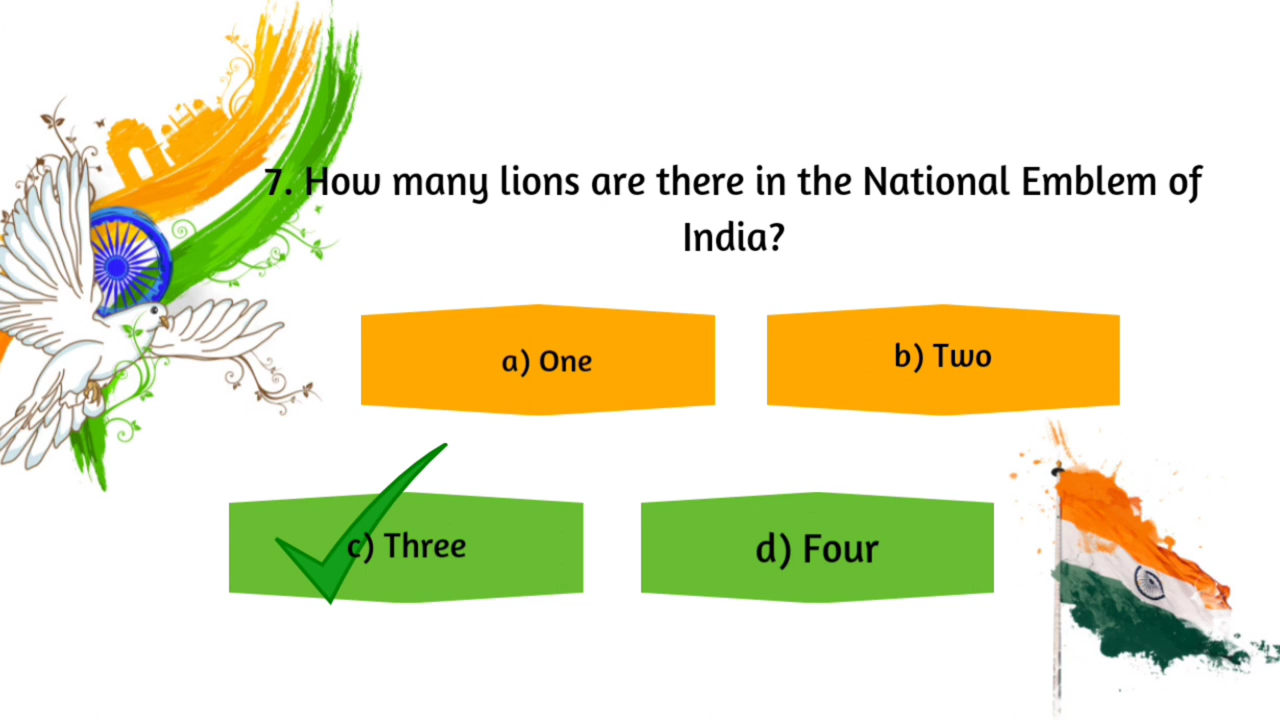 7. How many lions are there in the National Emblem of
India?
a) One
b) Two
c) Three
d) Four